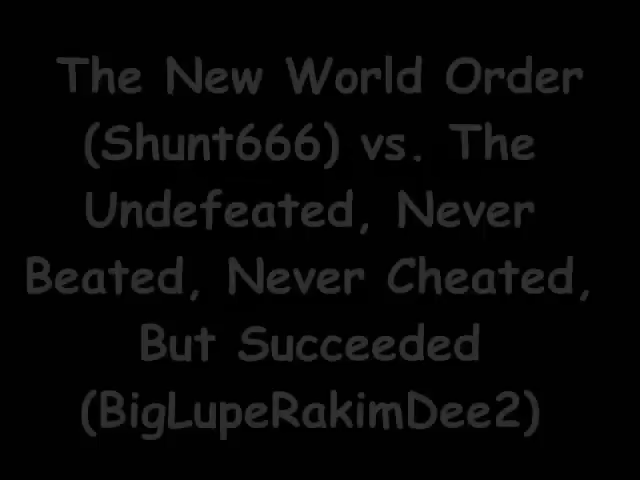 The New World Order
(Shunt666) vs. The
Undefeated, Never
Beated, Never Cheated,
But Succeeded
(BigLupeRakimDee2)